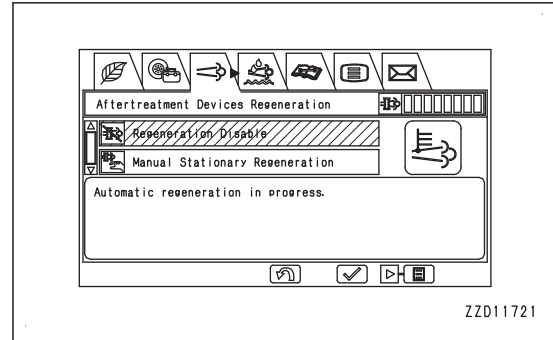 Aftertreatment Devices Regeneration
Regeneration Disable
Manual Stationary Regeneration
Automatic regeneration in progress.
ZZD11721